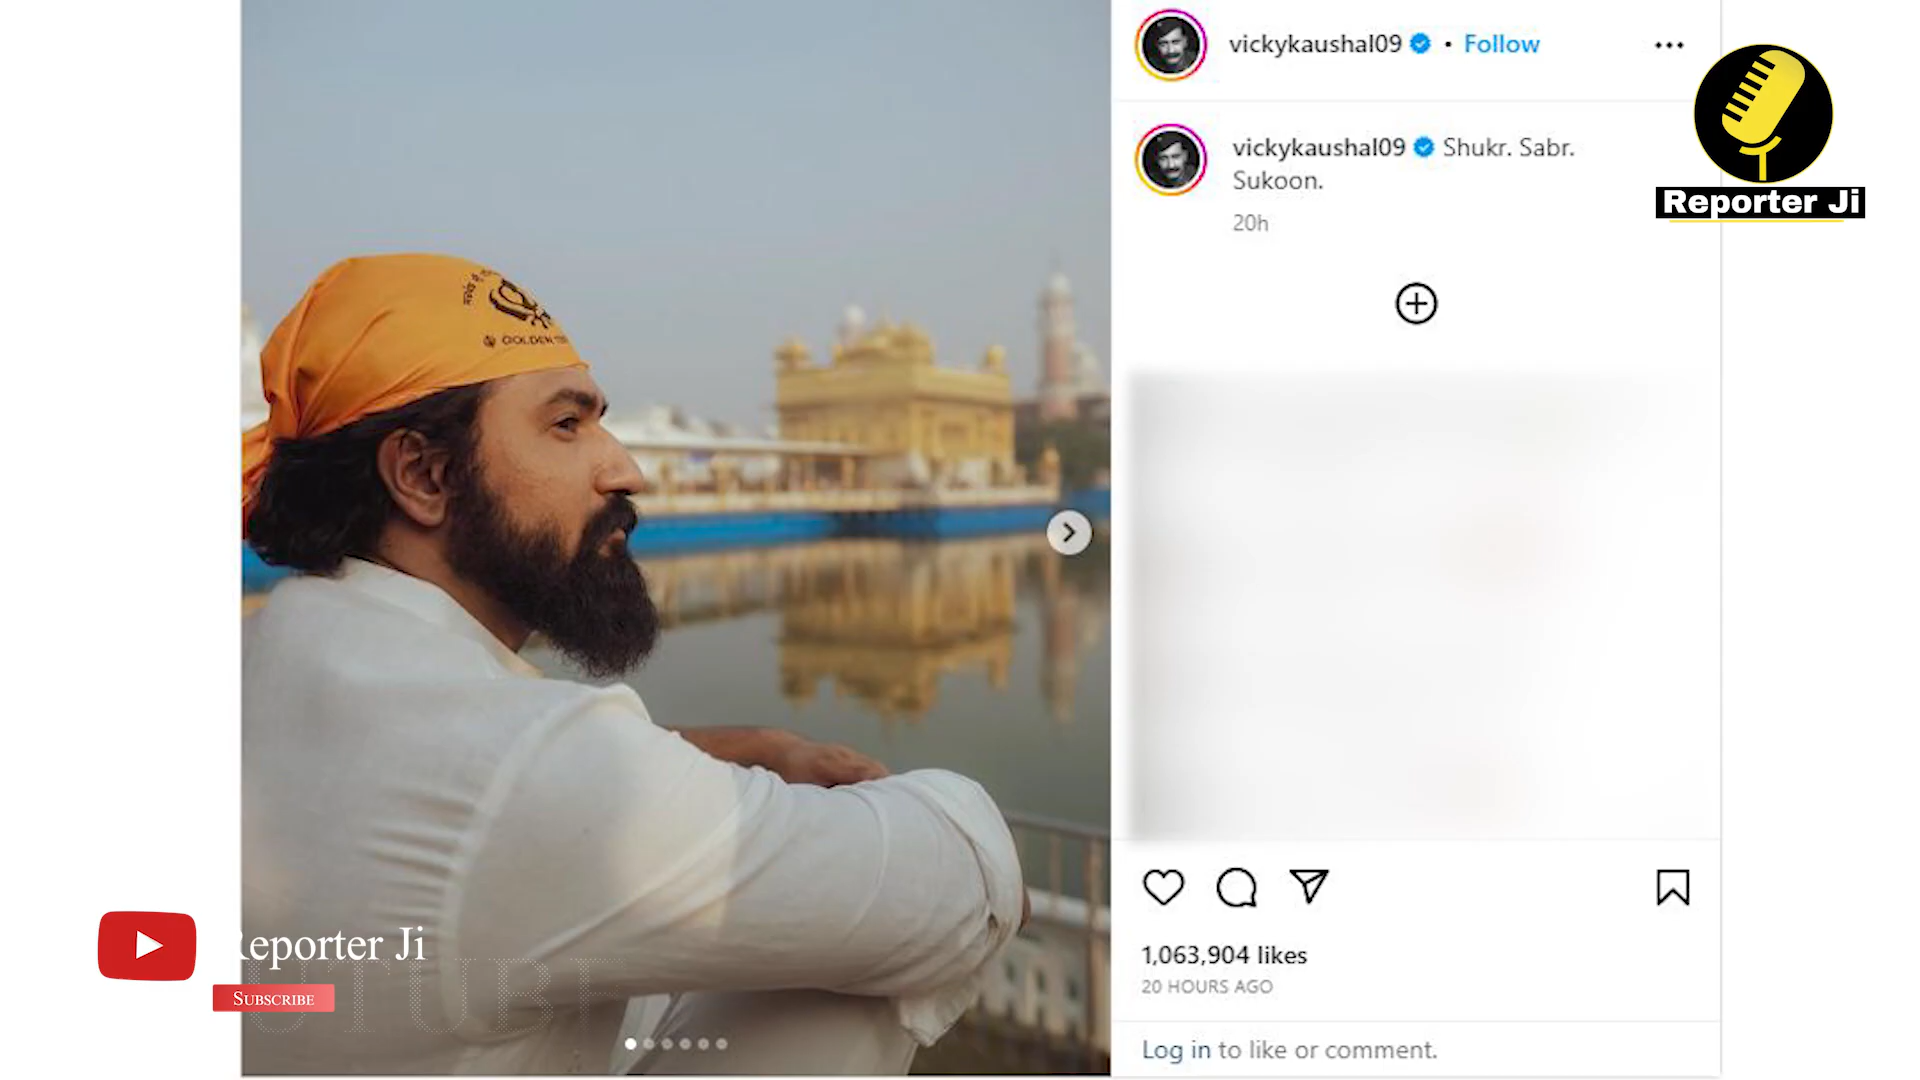 vickykaushal09 • Follow
vickykaushal09 Shukr. Sabr.
Sukoon.
20h
Reporter Ji
GOLDEN
1,063,904 likes
20 HOURS AGO
Log in to like or comment.
Reporter Ji
SUBSCRIBE